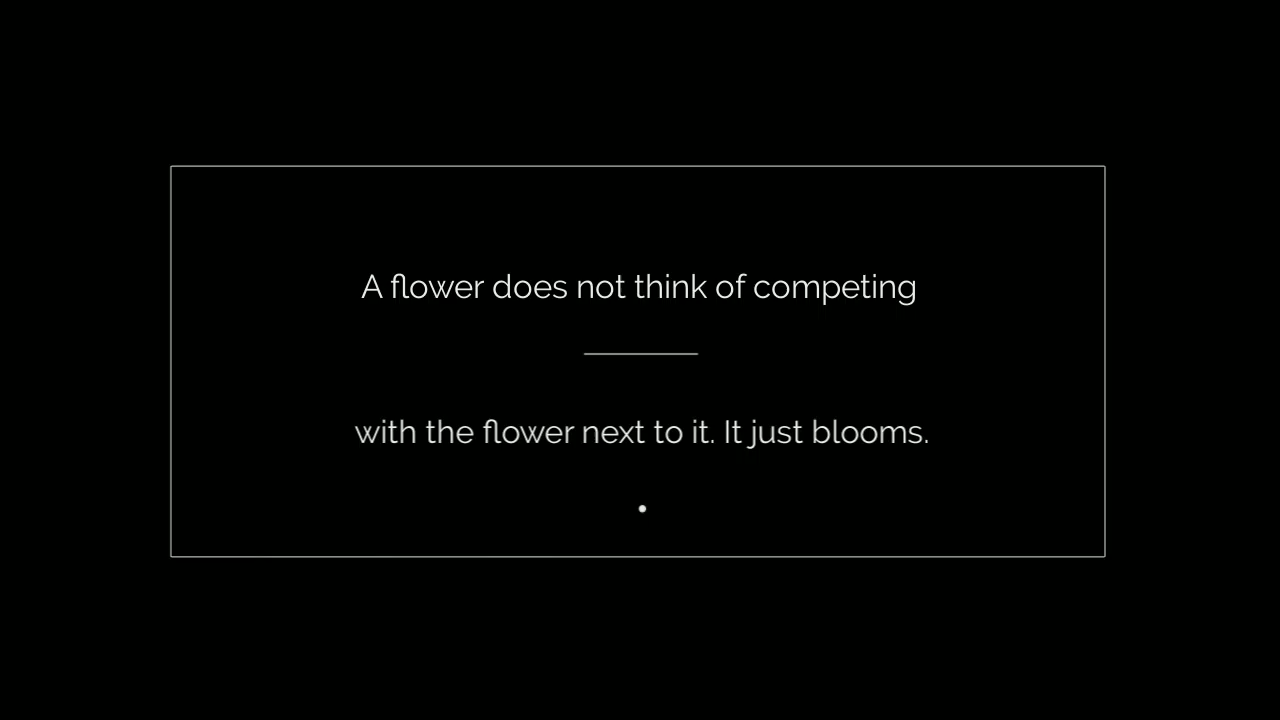 A flower does not think of competing
with the flower next to it. It just blooms.